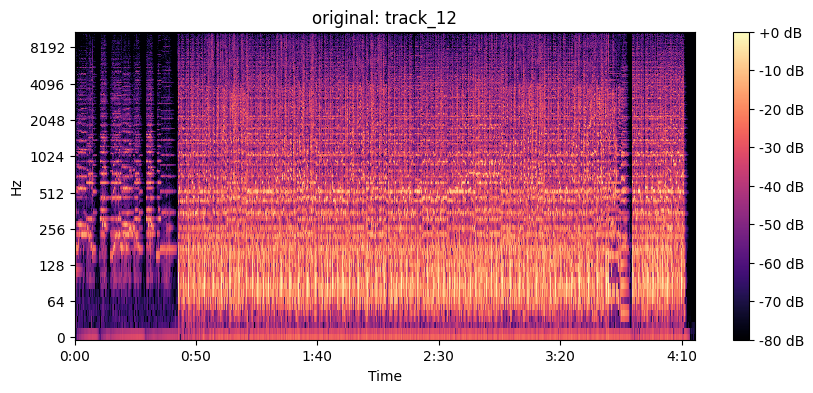 original: track_12
8192
4096
2048
1024
512
256
128
64
0
Hz
0:00 0:50 1:40 2:30 3:20 4:10
Time
+0 dB
-10 dB
-20 dB
-30 dB
-40 dB
-50 dB
-60 dB
-70 dB
-80 dB